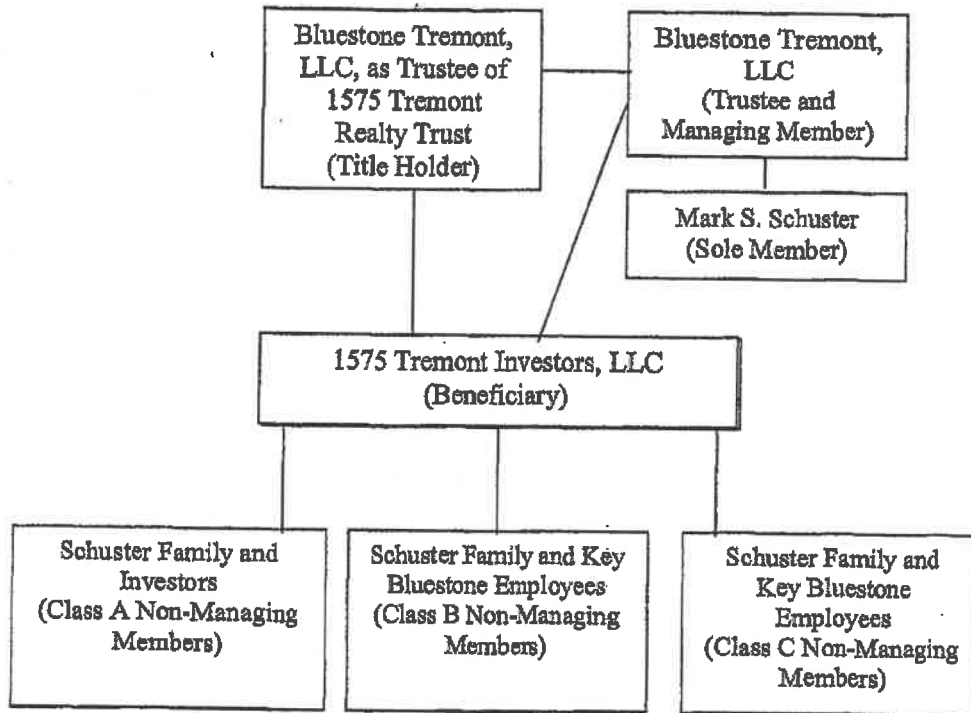 Bluestone Tremont,
LLC, as Trustee of
1575 Tremont
Realty Trust
(Title Holder)
Bluestone Tremont,
LLC
(Trustee and
Managing Member)
Mark S. Schuster
(Sole Member)
1575 Tremont Investors, LLC
(Beneficiary)
Schuster Family and
Investors
(Class A Non-Managing
Members)
Schuster Family and Key
Bluestone Employees
(Class B Non-Managing
Members)
Schuster Family and
Key Bluestone
Employees
(Class C Non-Managing
Members)